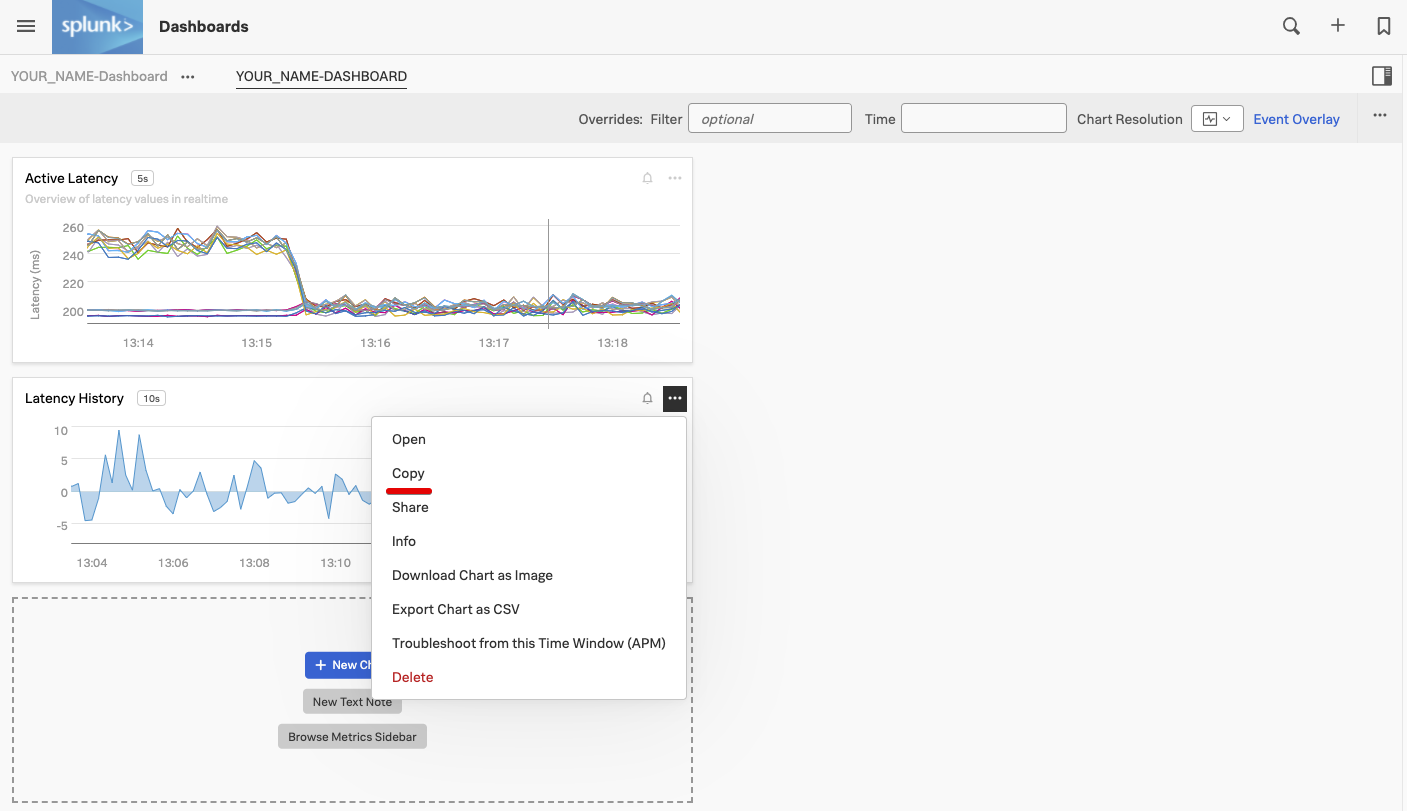 splunk> Dashboards
YOUR_NAME-Dashboard ••• YOUR_NAME-DASHBOARD
Overrides: Filter optional Time Chart Resolution Event Overlay •••
Active Latency 5s
Overview of latency values in realtime
Latency (ms)
260
240
220
200
13:14 13:15 13:16 13:17 13:18
Latency History 10s
10
5
0
-5
13:04 13:06 13:08 13:10
Open
Copy
Share
Info
Download Chart as Image
Export Chart as CSV
Troubleshoot from this Time Window (APM)
Delete
+ New Ch
New Text Note
Browse Metrics Sidebar